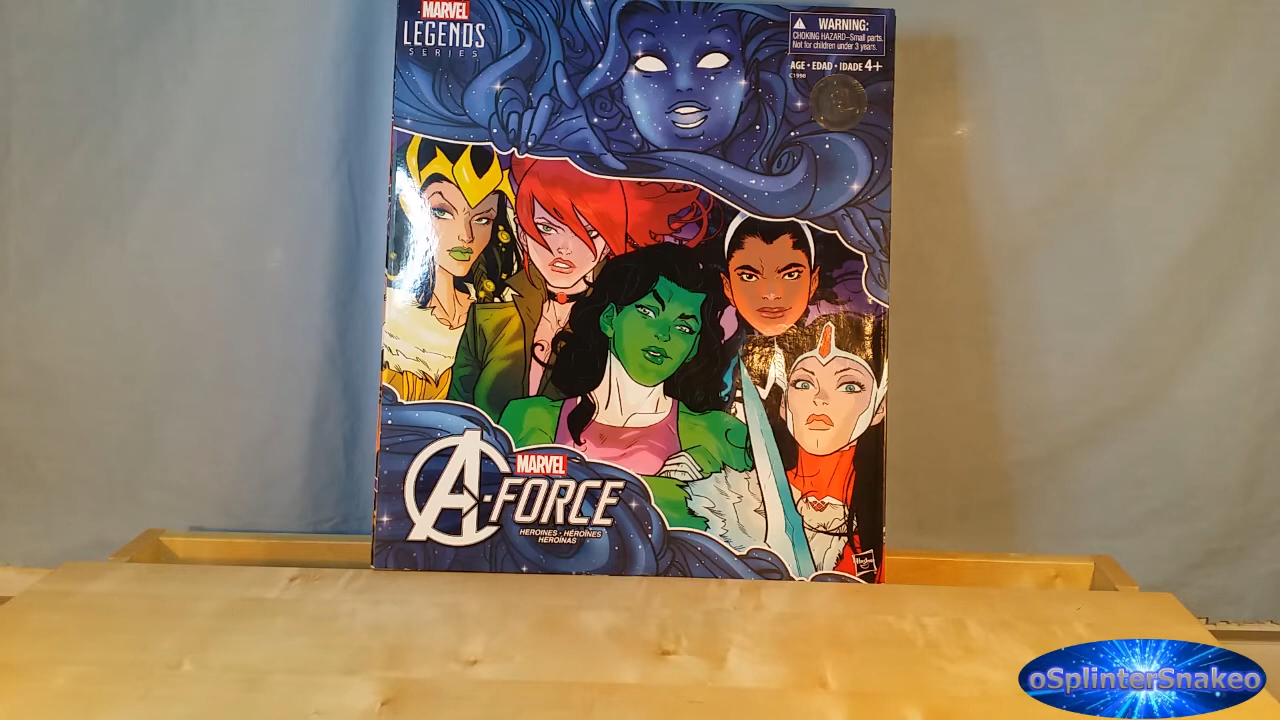 MARVEL
LEGENDS
SERIES
WARNING:
CHOKING HAZARD–Small parts.
Not for children under 3 years.
AGE • EDAD • IDADE 4+
C1998
MARVEL
A-FORCE
HEROINES • HÉROÏNES
HEROÍNAS
Hasbro
oSplinterSnakeo